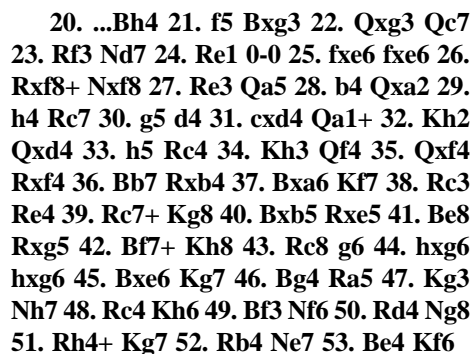 20. ...Bh4 21. f5 Bxg3 22. Qxg3 Qc7
23. Rf3 Nd7 24. Re1 0-0 25. fxe6 fxe6 26.
Rxf8+ Nxf8 27. Re3 Qa5 28. b4 Qxa2 29.
h4 Rc7 30. g5 d4 31. cxd4 Qa1+ 32. Kh2
Qxd4 33. h5 Rc4 34. Kh3 Qf4 35. Qxf4
Rxf4 36. Bb7 Rxb4 37. Bxa6 Kf7 38. Rc3
Re4 39. Rc7+ Kg8 40. Bxb5 Rxe5 41. Be8
Rxg5 42. Bf7+ Kh8 43. Rc8 g6 44. hxg6
hxg6 45. Bxe6 Kg7 46. Bg4 Ra5 47. Kg3
Nh7 48. Rc4 Kh6 49. Bf3 Nf6 50. Rd4 Ng8
51. Rh4+ Kg7 52. Rb4 Ne7 53. Be4 Kf6